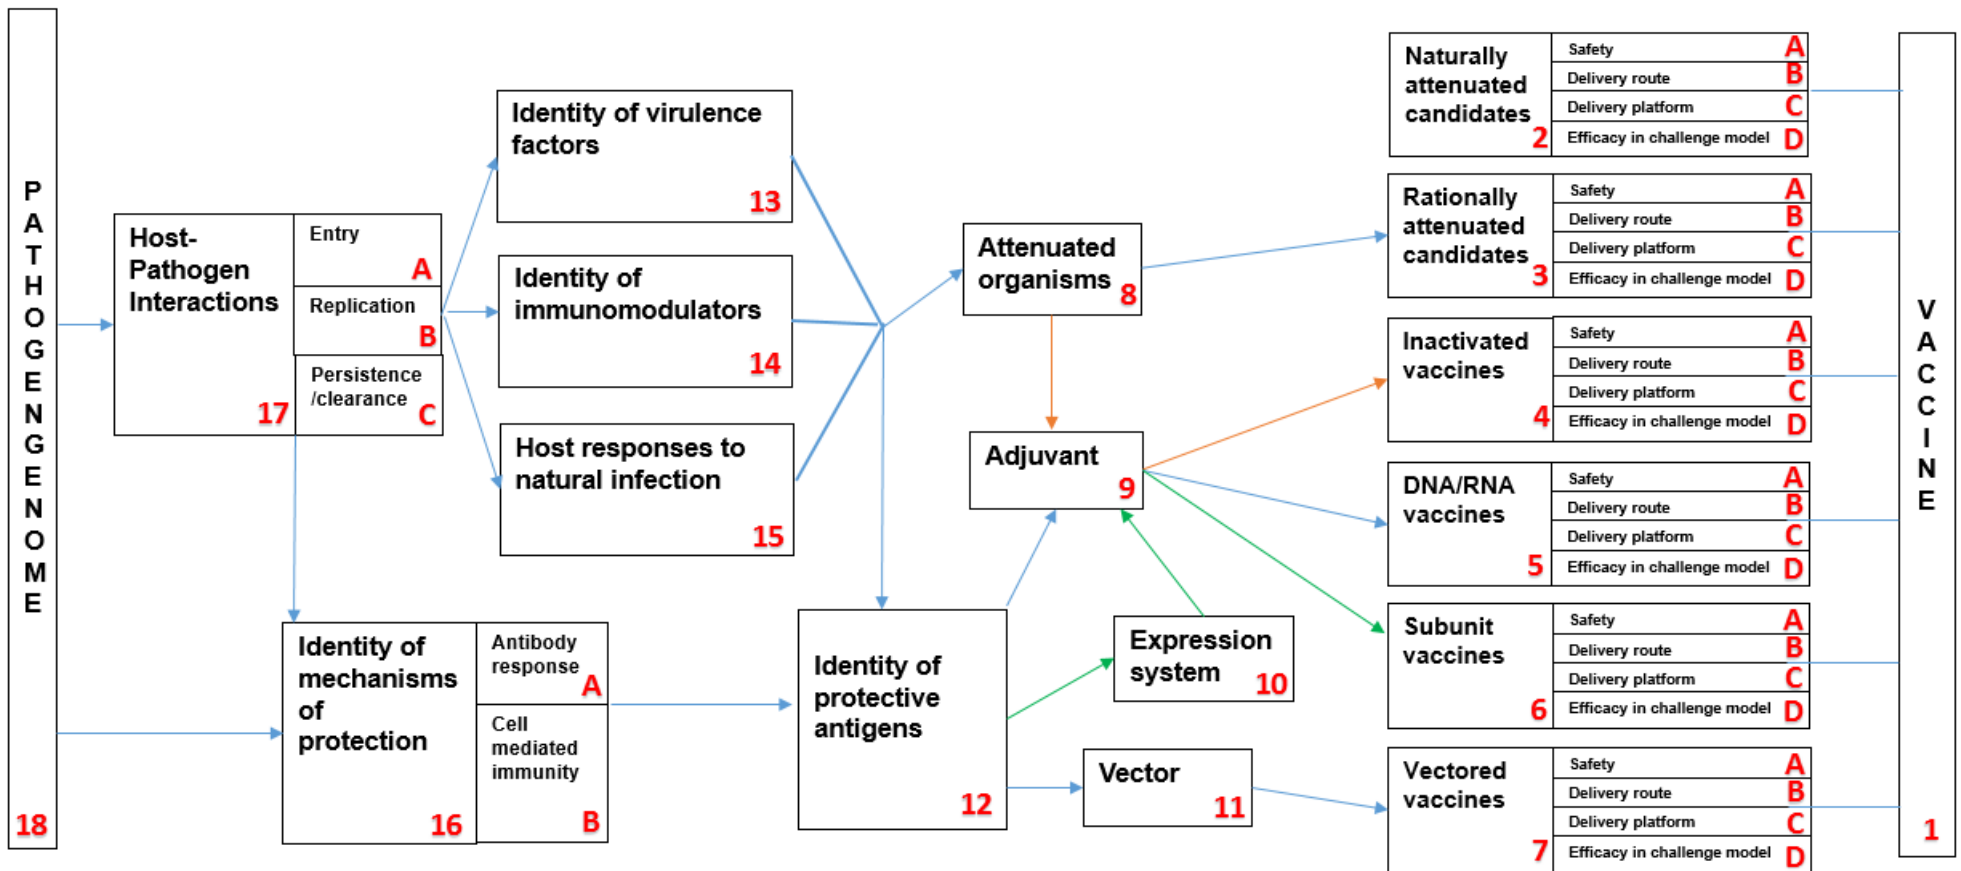 P
A
T
H
O
G
E
N
G
E
N
O
M
E
18
Host-
Pathogen
Interactions
17
Entry
A
Replication
B
Persistence
/clearance
C
Identity of virulence
factors
13
Identity of
immunomodulators
14
Host responses to
natural infection
15
Identity of
mechanisms
of
protection
16
Antibody
response
A
Cell
mediated
immunity
B
Identity of
protective
antigens
12
Attenuated
organisms
8
Adjuvant
9
Expression
system
10
Vector
11
Naturally
attenuated
candidates
2
Safety A
Delivery route B
Delivery platform C
Efficacy in challenge model D
Rationally
attenuated
candidates
3
Safety A
Delivery route B
Delivery platform C
Efficacy in challenge model D
Inactivated
vaccines
4
Safety A
Delivery route B
Delivery platform C
Efficacy in challenge model D
DNA/RNA
vaccines
5
Safety A
Delivery route B
Delivery platform C
Efficacy in challenge model D
Subunit
vaccines
6
Safety A
Delivery route B
Delivery platform C
Efficacy in challenge model D
Vectored
vaccines
7
Safety A
Delivery route B
Delivery platform C
Efficacy in challenge model D
V
A
C
C
I
N
E
1